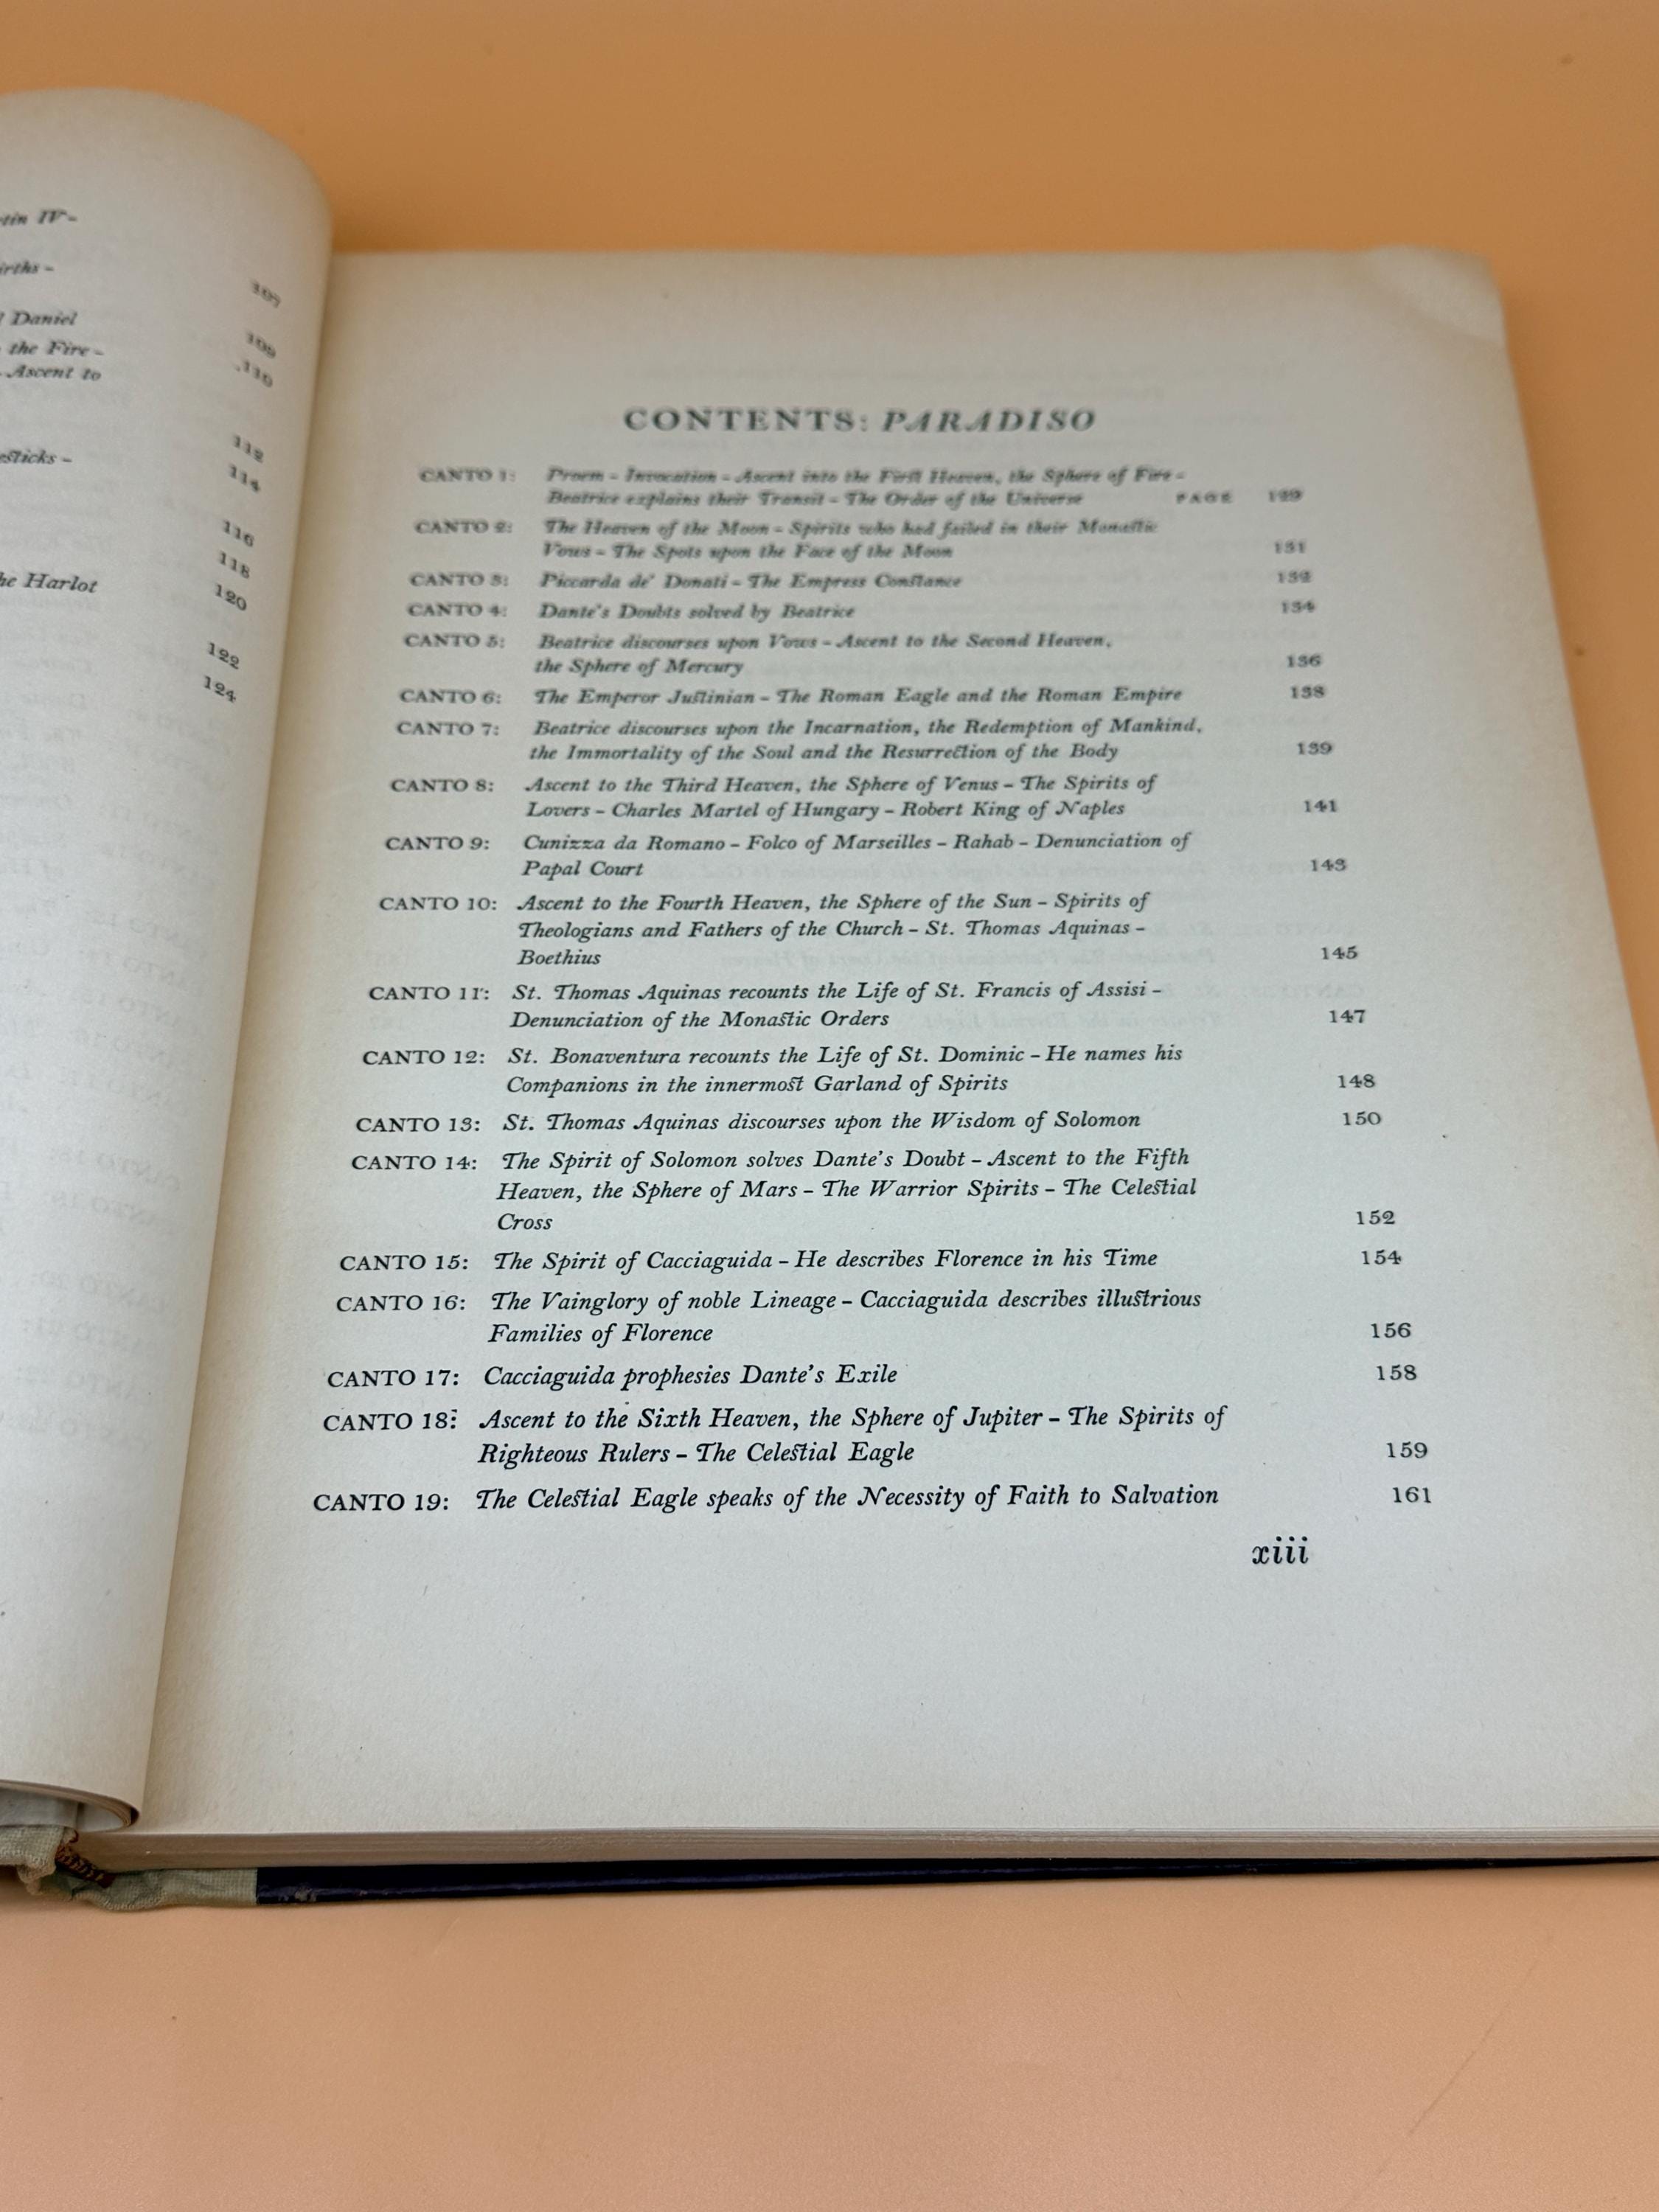 tin IV –
irths –
107
Daniel
109
the Fire –
110
Ascent to
112
esticks –
114
116
118
he Harlot
120
122
124
CONTENTS: PARADISO
CANTO 1: Proem – Invocation – Ascent into the First Heaven, the Sphere of Fire –
Beatrice explains their Transit – The Order of the Universe PAGE 129
CANTO 2: The Heaven of the Moon – Spirits who had failed in their Monastic
Vows – The Spots upon the Face of the Moon 131
CANTO 3: Piccarda de' Donati – The Empress Constance 132
CANTO 4: Dante's Doubts solved by Beatrice 134
CANTO 5: Beatrice discourses upon Vows – Ascent to the Second Heaven,
the Sphere of Mercury 136
CANTO 6: The Emperor Justinian – The Roman Eagle and the Roman Empire 138
CANTO 7: Beatrice discourses upon the Incarnation, the Redemption of Mankind,
the Immortality of the Soul and the Resurrection of the Body 139
CANTO 8: Ascent to the Third Heaven, the Sphere of Venus – The Spirits of
Lovers – Charles Martel of Hungary – Robert King of Naples 141
CANTO 9: Cunizza da Romano – Folco of Marseilles – Rahab – Denunciation of
Papal Court 143
CANTO 10: Ascent to the Fourth Heaven, the Sphere of the Sun – Spirits of
Theologians and Fathers of the Church – St. Thomas Aquinas –
Boethius 145
CANTO 11: St. Thomas Aquinas recounts the Life of St. Francis of Assisi –
Denunciation of the Monastic Orders 147
CANTO 12: St. Bonaventura recounts the Life of St. Dominic – He names his
Companions in the innermost Garland of Spirits 148
CANTO 13: St. Thomas Aquinas discourses upon the Wisdom of Solomon 150
CANTO 14: The Spirit of Solomon solves Dante's Doubt – Ascent to the Fifth
Heaven, the Sphere of Mars – The Warrior Spirits – The Celestial
Cross 152
CANTO 15: The Spirit of Cacciaguida – He describes Florence in his Time 154
CANTO 16: The Vainglory of noble Lineage – Cacciaguida describes illustrious
Families of Florence 156
CANTO 17: Cacciaguida prophesies Dante's Exile 158
CANTO 18: Ascent to the Sixth Heaven, the Sphere of Jupiter – The Spirits of
Righteous Rulers – The Celestial Eagle 159
CANTO 19: The Celestial Eagle speaks of the Necessity of Faith to Salvation 161
xiii